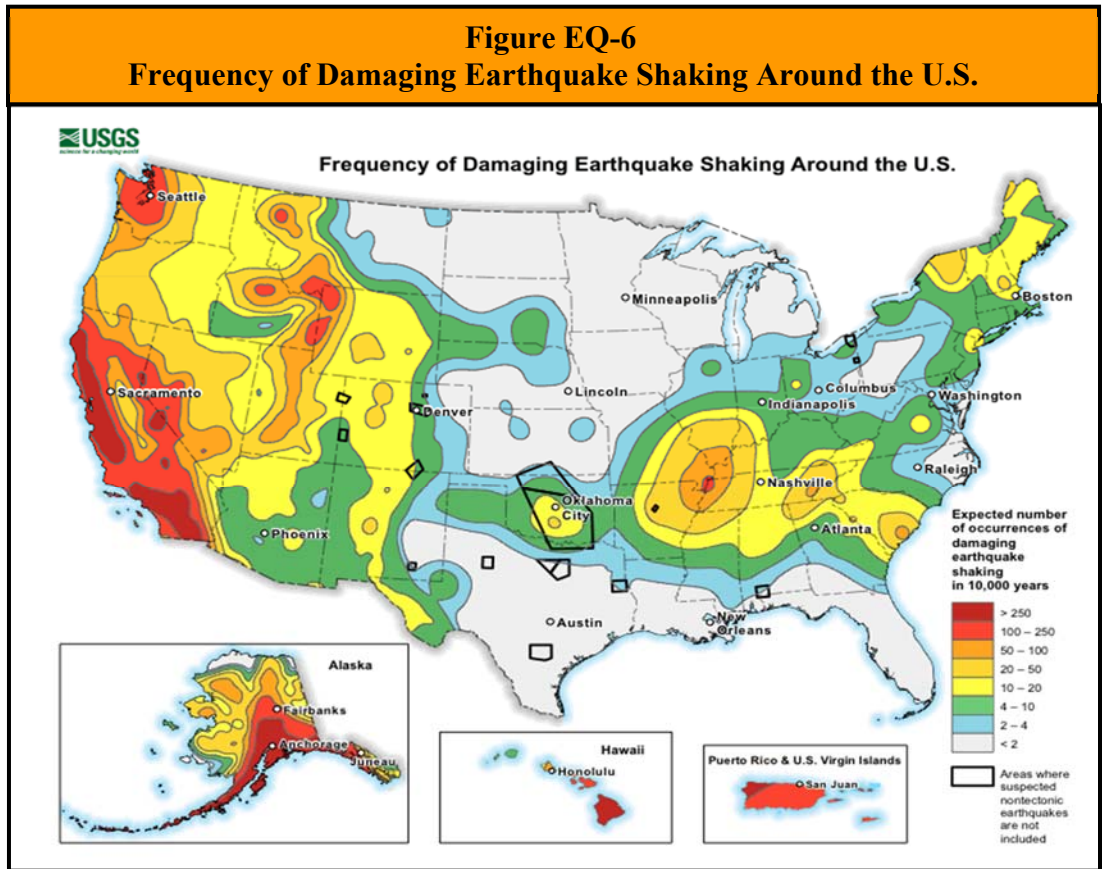 Figure EQ-6
Frequency of Damaging Earthquake Shaking Around the U.S.
USGS
science for a changing world
Frequency of Damaging Earthquake Shaking Around the U.S.
Seattle
Minneapolis
Boston
Sacramento
Denver
Lincoln
Columbus
Indianapolis
Washington
Raleigh
Nashville
Oklahoma
City
Phoenix
Atlanta
Austin
New
Orleans
Expected number
of occurrences of
damaging
earthquake
shaking
in 10,000 years
> 250
100 – 250
50 – 100
20 – 50
10 – 20
4 – 10
2 – 4
< 2
Areas where
suspected
nontectonic
earthquakes
are not
included
Alaska
Fairbanks
Anchorage
Juneau
Hawaii
Honolulu
Puerto Rico & U.S. Virgin Islands
San Juan